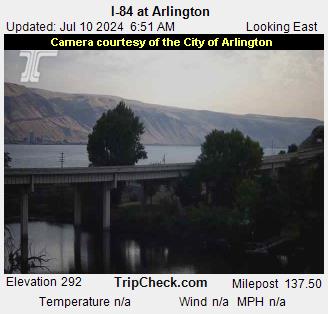 I-84 at Arlington
Updated: Jul 10 2024 6:51 AM Looking East
Camera courtesy of the City of Arlington
Elevation 292 TripCheck.com Milepost 137.50
Temperature n/a Wind n/a MPH n/a